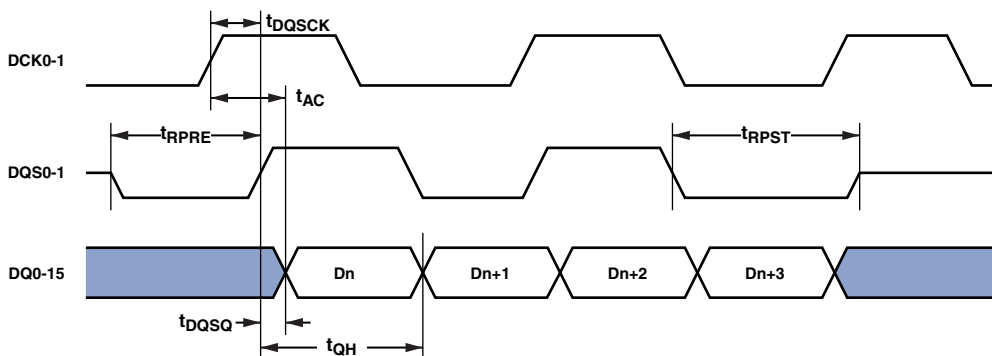 tDQSCK
DCK0-1
tAC
tRPRE
tRPST
DQS0-1
DQ0-15
Dn
Dn+1
Dn+2
Dn+3
tDQSQ
tQH